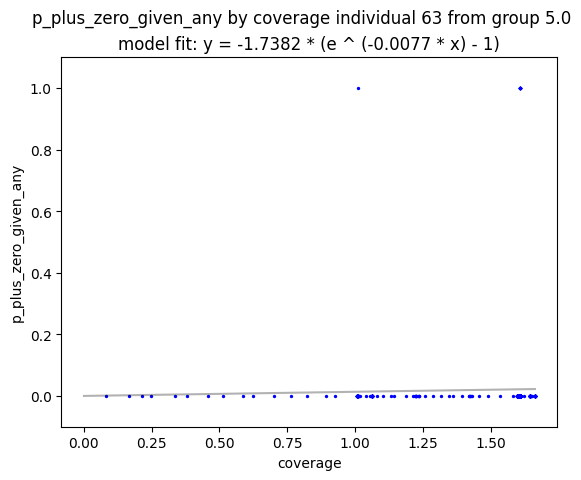 p_plus_zero_given_any by coverage individual 63 from group 5.0
model fit: y = -1.7382 * (e ^ (-0.0077 * x) - 1)
1.0
0.8
0.6
0.4
0.2
0.0
p_plus_zero_given_any
0.00 0.25 0.50 0.75 1.00 1.25 1.50
coverage